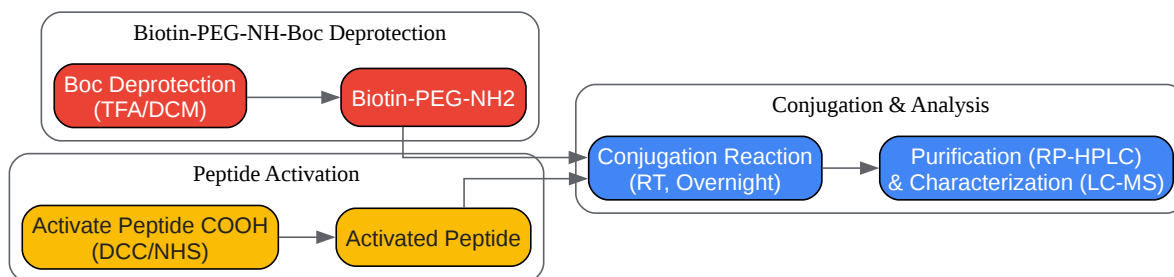 Biotin-PEG-NH-Boc Deprotection
Boc Deprotection
(TFA/DCM)
Biotin-PEG-NH2
Peptide Activation
Activate Peptide COOH
(DCC/NHS)
Activated Peptide
Conjugation & Analysis
Conjugation Reaction
(RT, Overnight)
Purification (RP-HPLC)
& Characterization (LC-MS)